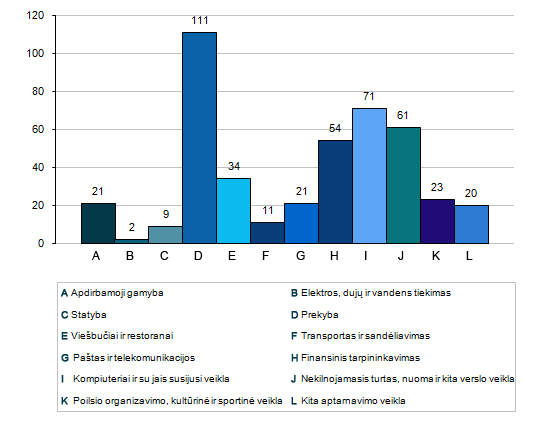 120
111
100
80
71
61
60
54
40
34
21
21
23
20
20
11
9
2
0
A B C D E F G H I J K L
A Apdirbamoji gamyba
B Elektros, dujų ir vandens tiekimas
C Statyba
D Prekyba
E Viešbučiai ir restoranai
F Transportas ir sandėliavimas
G Paštas ir telekomunikacijos
H Finansinis tarpininkavimas
I Kompiuteriai ir su jais susijusi veikla
J Nekilnojamasis turtas, nuoma ir kita verslo veikla
K Poilsio organizavimo, kultūrinė ir sportinė veikla
L Kita aptarnavimo veikla